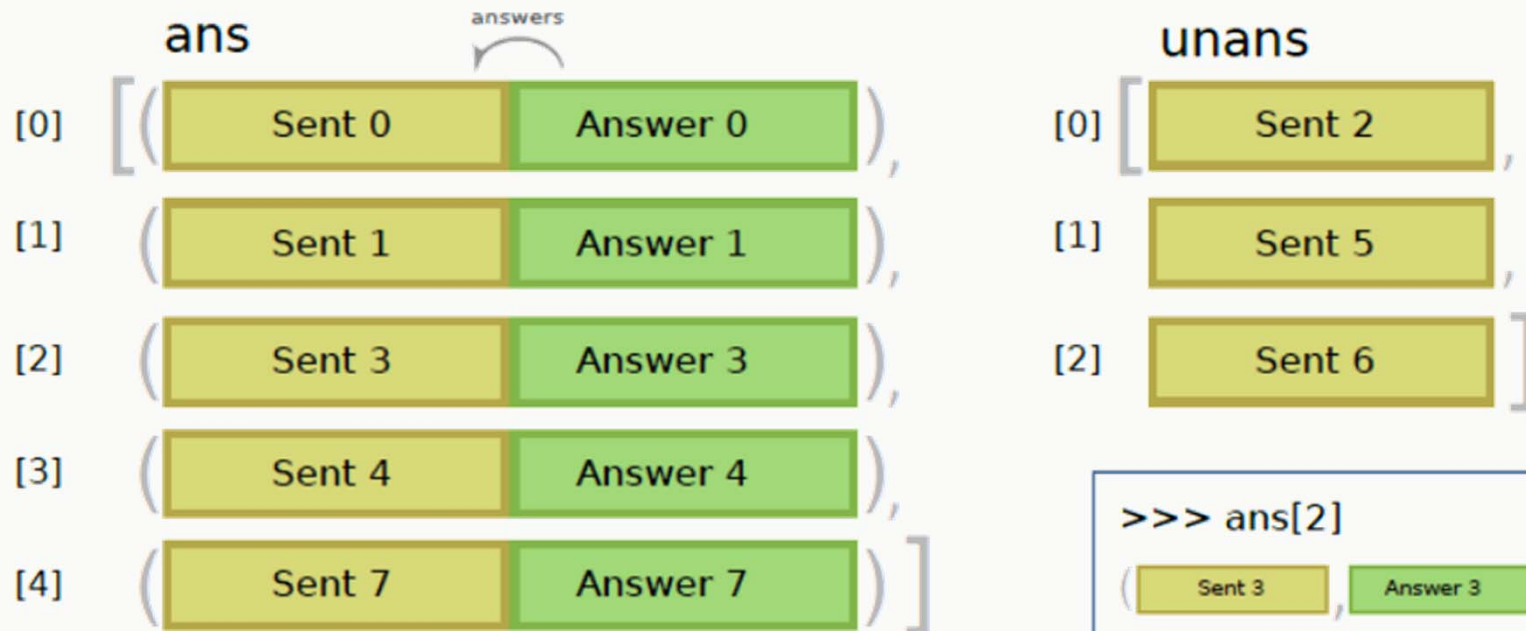 answers
ans unans
[0] [( Sent 0 Answer 0 ), [0] [ Sent 2 ,
[1] ( Sent 1 Answer 1 ), [1] Sent 5 ,
[2] ( Sent 3 Answer 3 ), [2] Sent 6 ]
[3] ( Sent 4 Answer 4 ),
>>> ans[2]
[4] ( Sent 7 Answer 7 )] ( Sent 3 , Answer 3